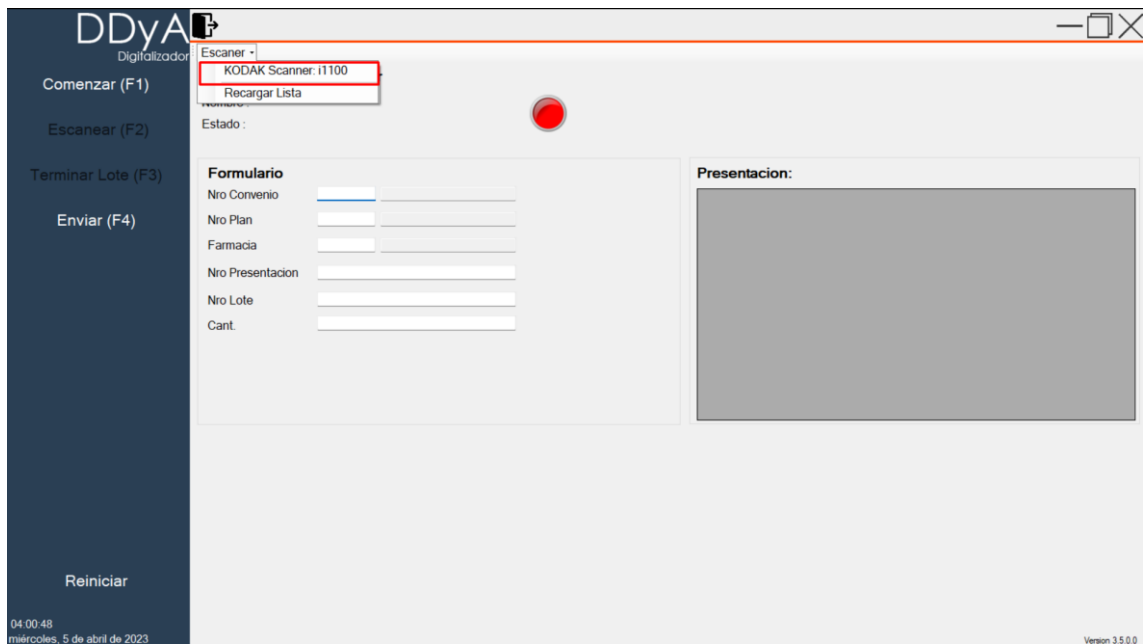 DDyA
Digitalizador
Comenzar (F1)
Escanear (F2)
Terminar Lote (F3)
Enviar (F4)
Reiniciar
04:00:48
miércoles, 5 de abril de 2023
Escaner
KODAK Scanner: i1100
Recargar Lista
Nombre :
Estado :
Formulario
Nro Convenio
Nro Plan
Farmacia
Nro Presentacion
Nro Lote
Cant.
Presentacion:
Version 3.5.0.0